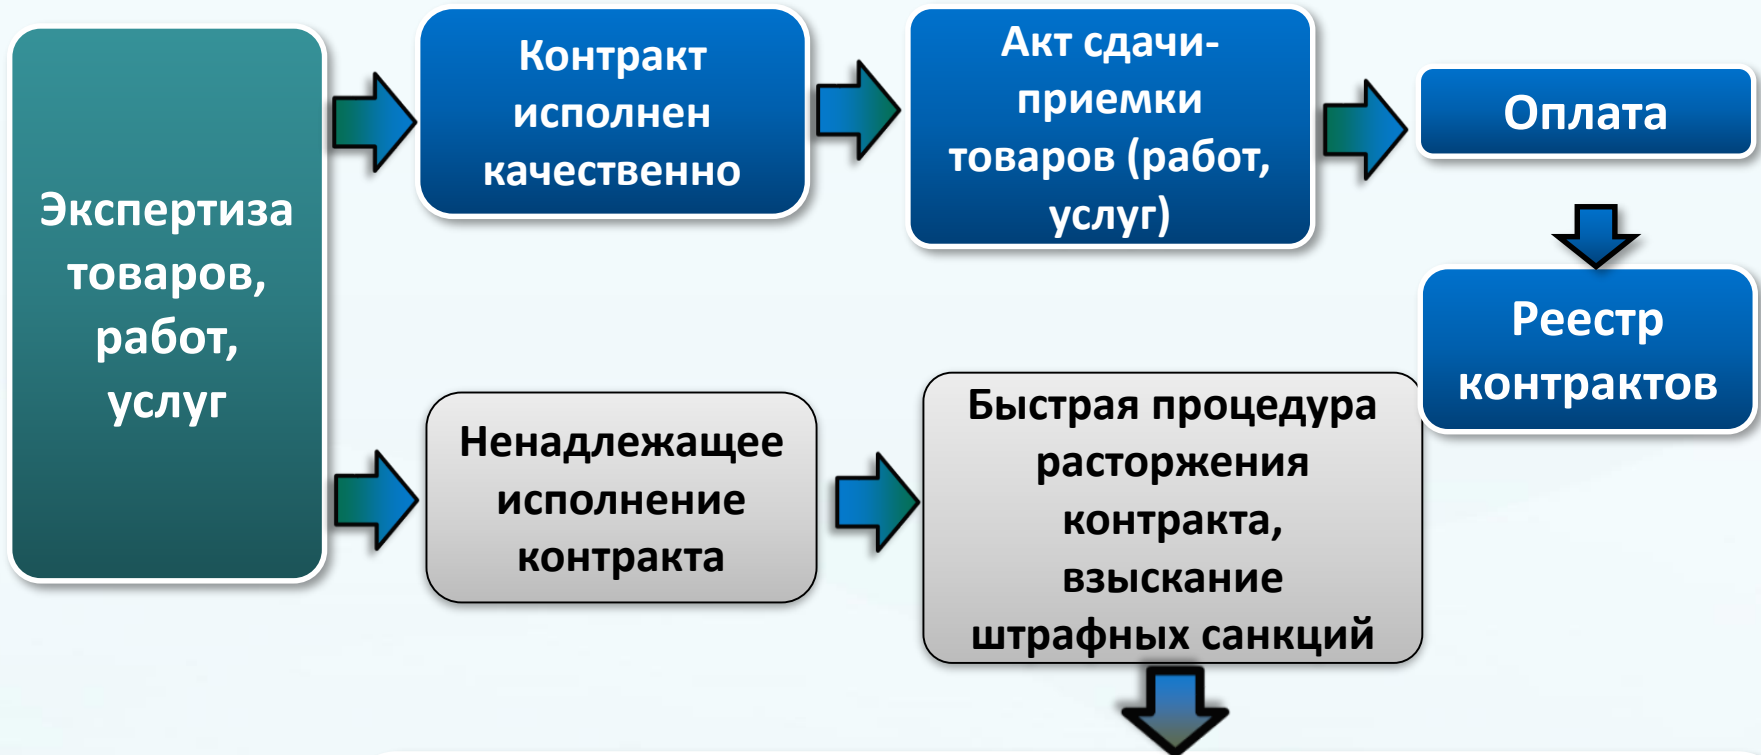 Экспертиза
товаров,
работ,
услуг
Контракт
исполнен
качественно
Акт сдачи-
приемки
товаров (работ,
услуг)
Оплата
Реестр
контрактов
Ненадлежащее
исполнение
контракта
Быстрая процедура
расторжения
контракта,
взыскание
штрафных санкций